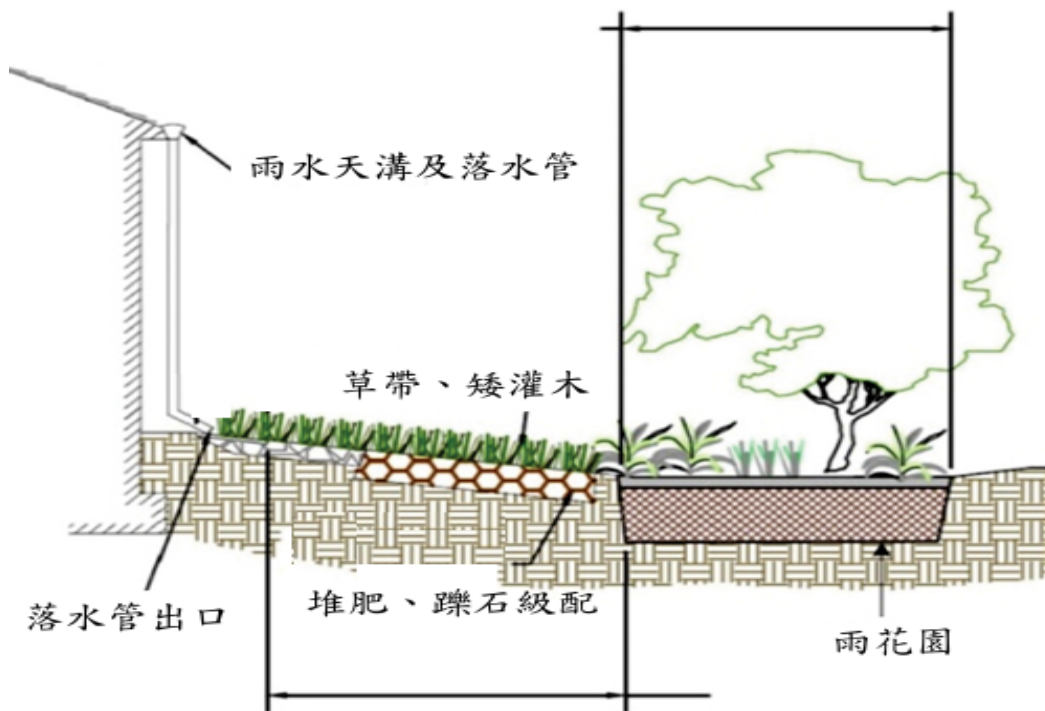 雨水天溝及落水管
草帶、矮灌木
堆肥、躒石級配
落水管出口
雨花園